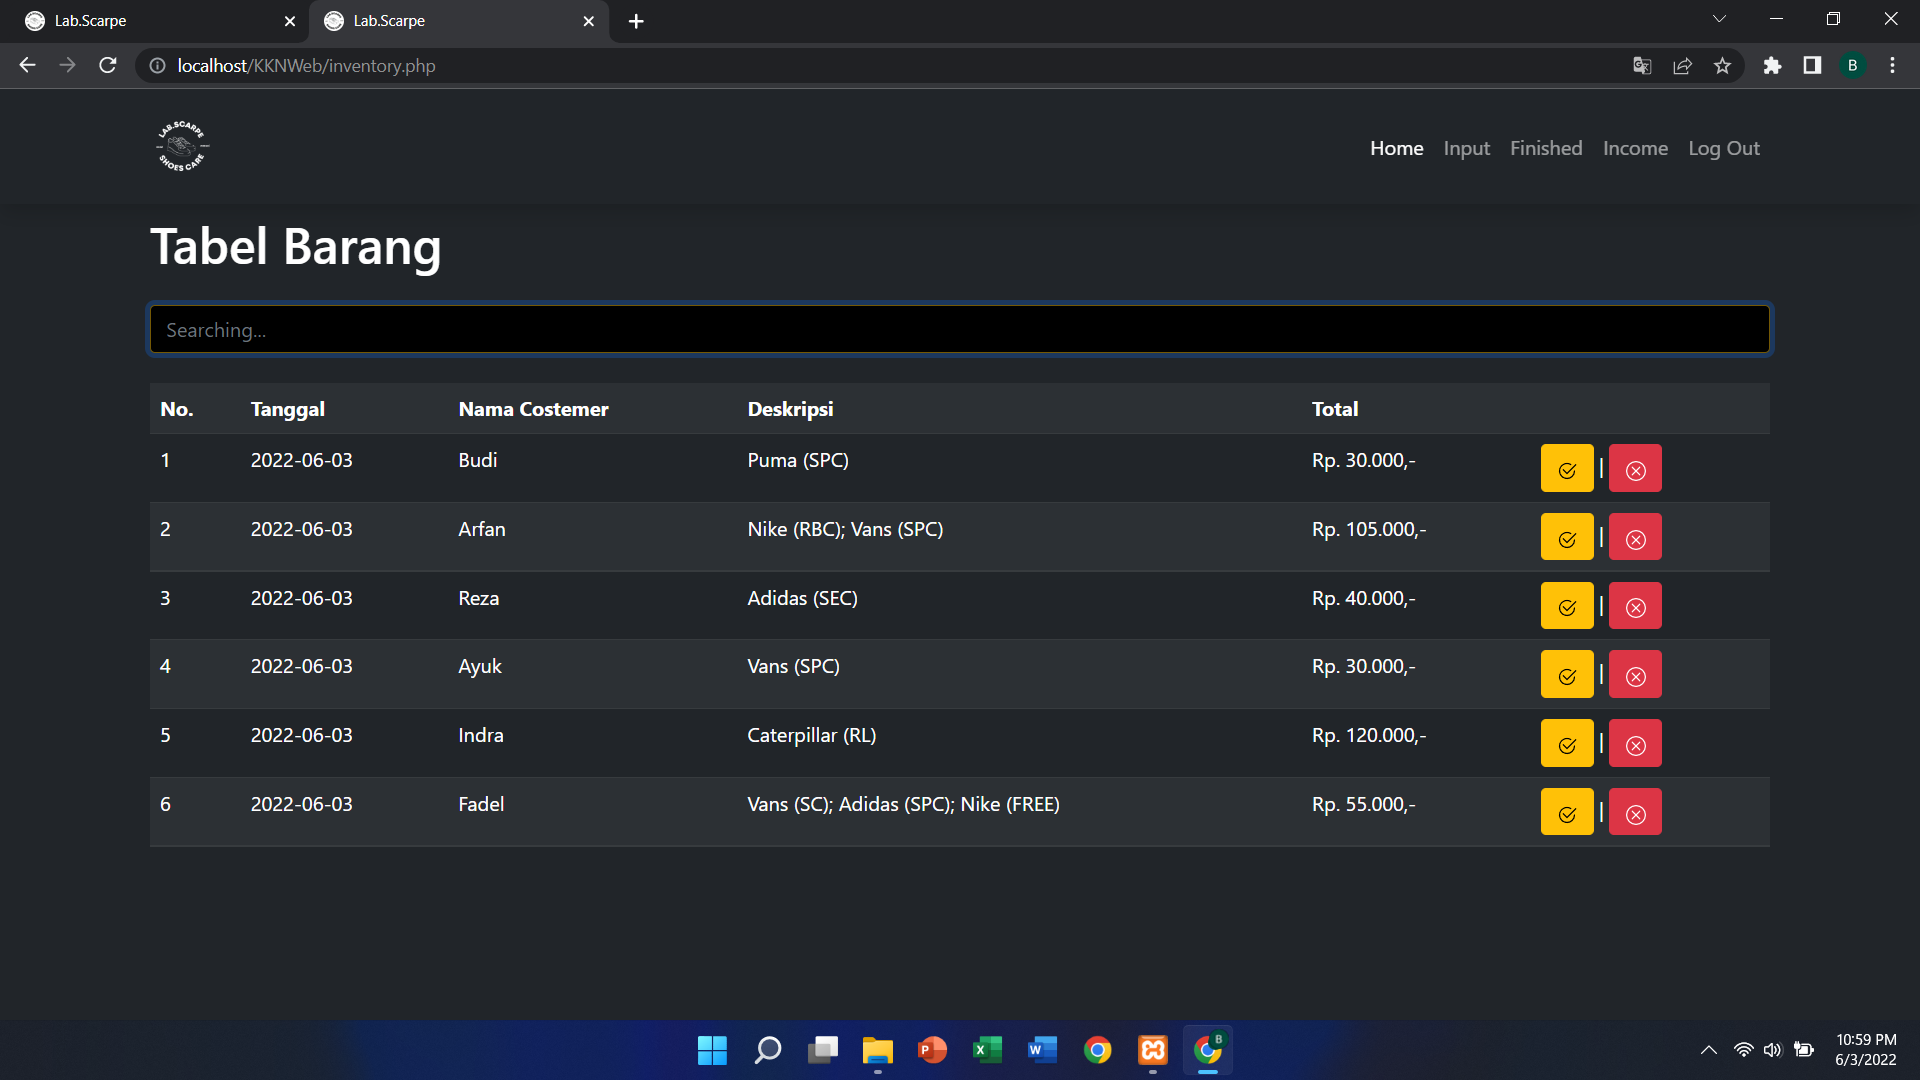 Lab.Scarpe
Lab.Scarpe
localhost/KKNWeb/inventory.php
B
LAB.SCARPE
SHOES CARE
Home Input Finished Income Log Out
Tabel Barang
Searching...
No. Tanggal Nama Costemer Deskripsi Total
1 2022-06-03 Budi Puma (SPC) Rp. 30.000,- |
2 2022-06-03 Arfan Nike (RBC); Vans (SPC) Rp. 105.000,- |
3 2022-06-03 Reza Adidas (SEC) Rp. 40.000,- |
4 2022-06-03 Ayuk Vans (SPC) Rp. 30.000,- |
5 2022-06-03 Indra Caterpillar (RL) Rp. 120.000,- |
6 2022-06-03 Fadel Vans (SC); Adidas (SPC); Nike (FREE) Rp. 55.000,- |
P X W B
10:59 PM
6/3/2022